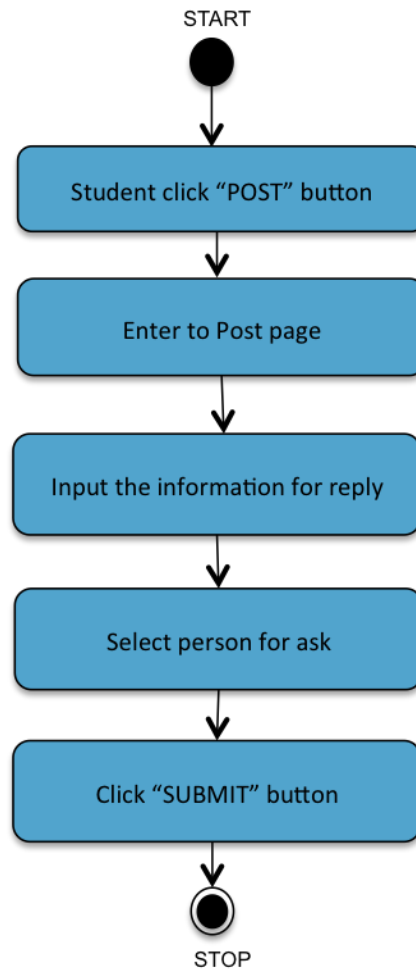 START
Student click “POST” button
Enter to Post page
Input the information for reply
Select person for ask
Click “SUBMIT” button
STOP